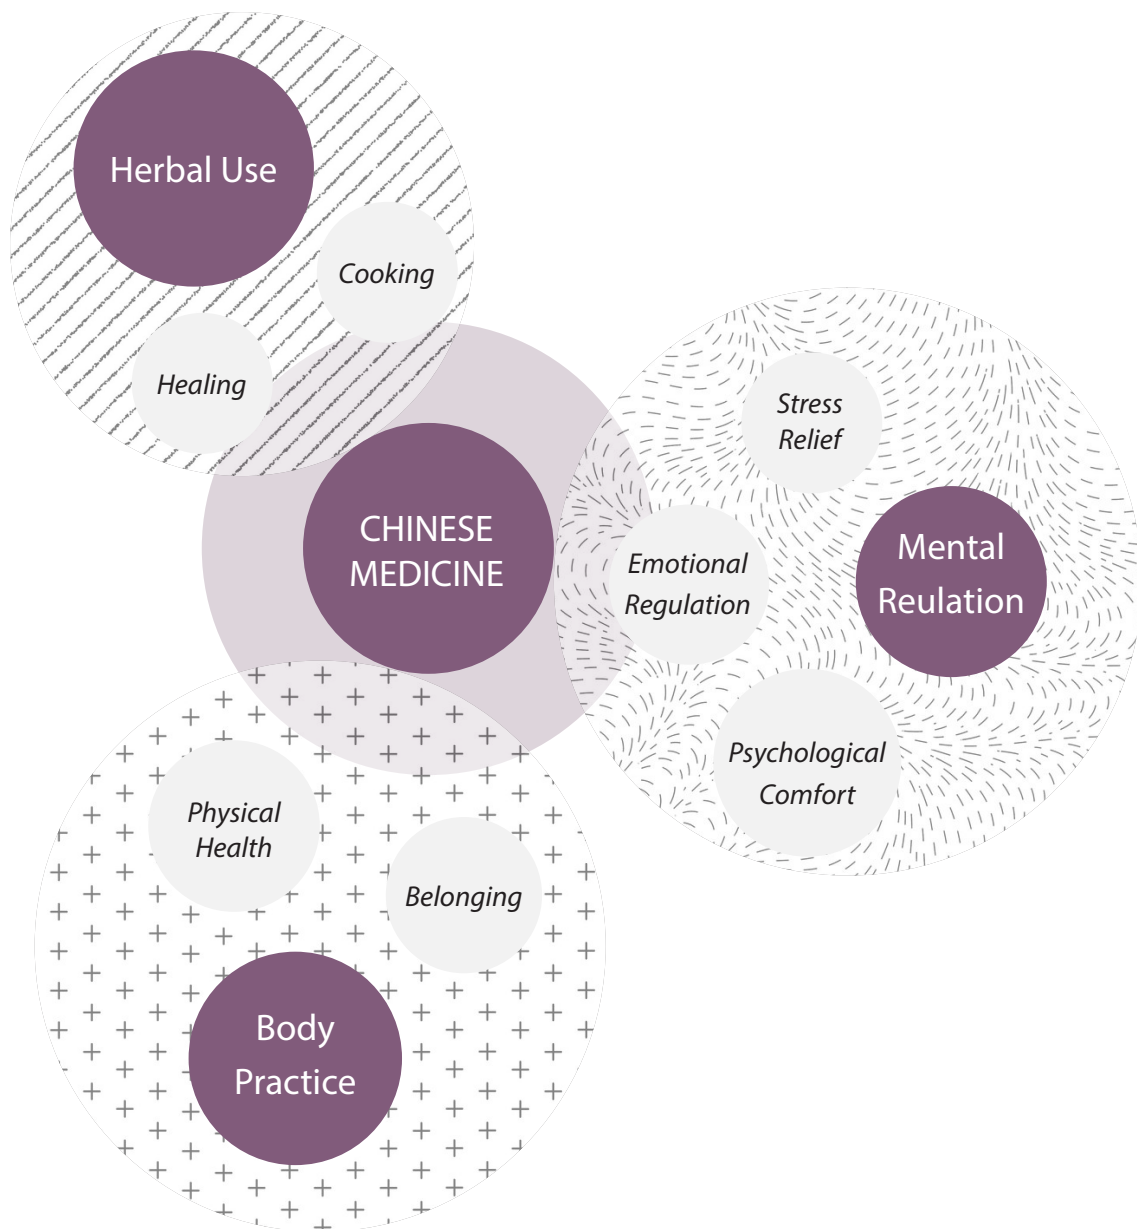 Herbal Use
Cooking
Healing
CHINESE
MEDICINE
Stress
Relief
Emotional
Regulation
Mental
Reulation
Psychological
Comfort
Physical
Health
Belonging
Body
Practice